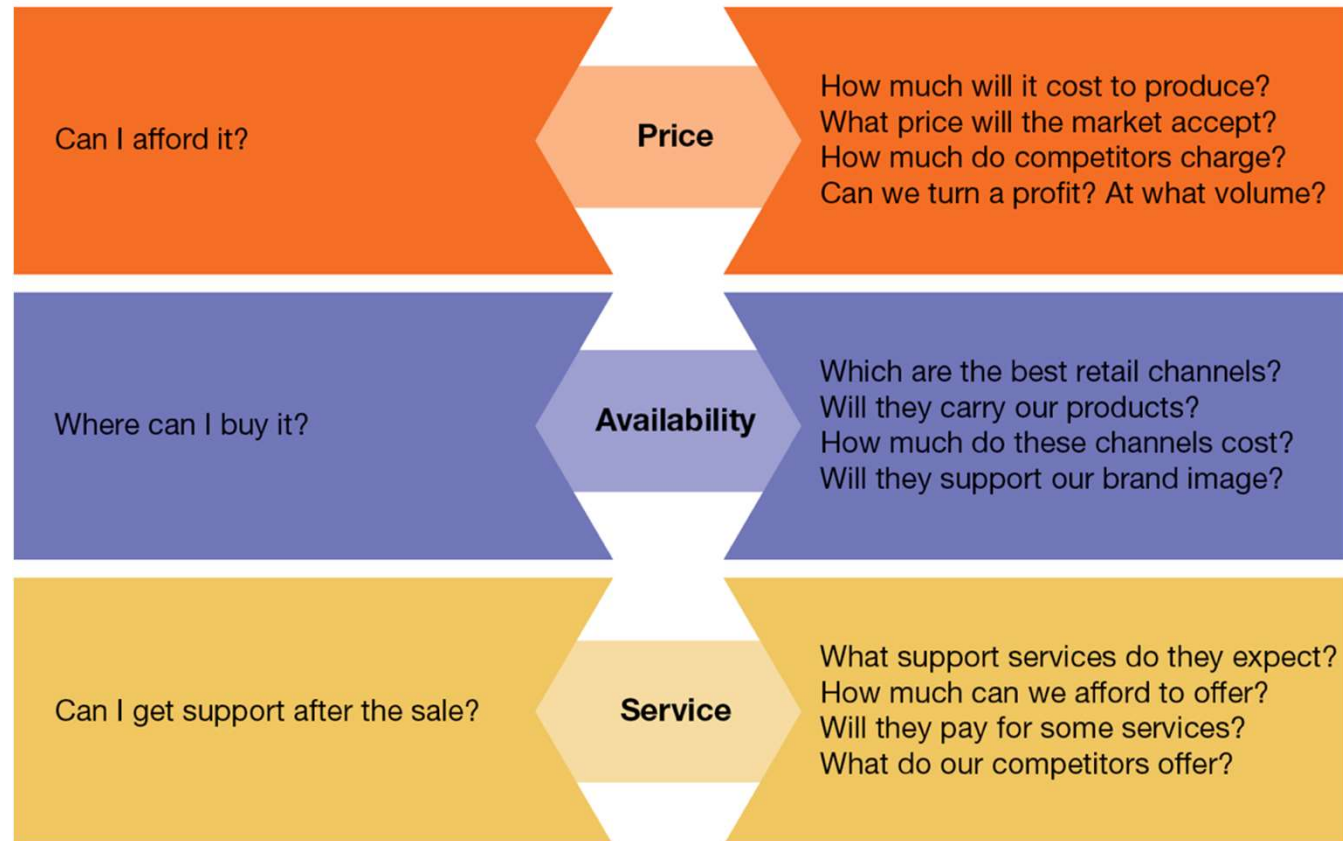 Can I afford it?
Price
How much will it cost to produce?
What price will the market accept?
How much do competitors charge?
Can we turn a profit? At what volume?
Where can I buy it?
Availability
Which are the best retail channels?
Will they carry our products?
How much do these channels cost?
Will they support our brand image?
Can I get support after the sale?
Service
What support services do they expect?
How much can we afford to offer?
Will they pay for some services?
What do our competitors offer?